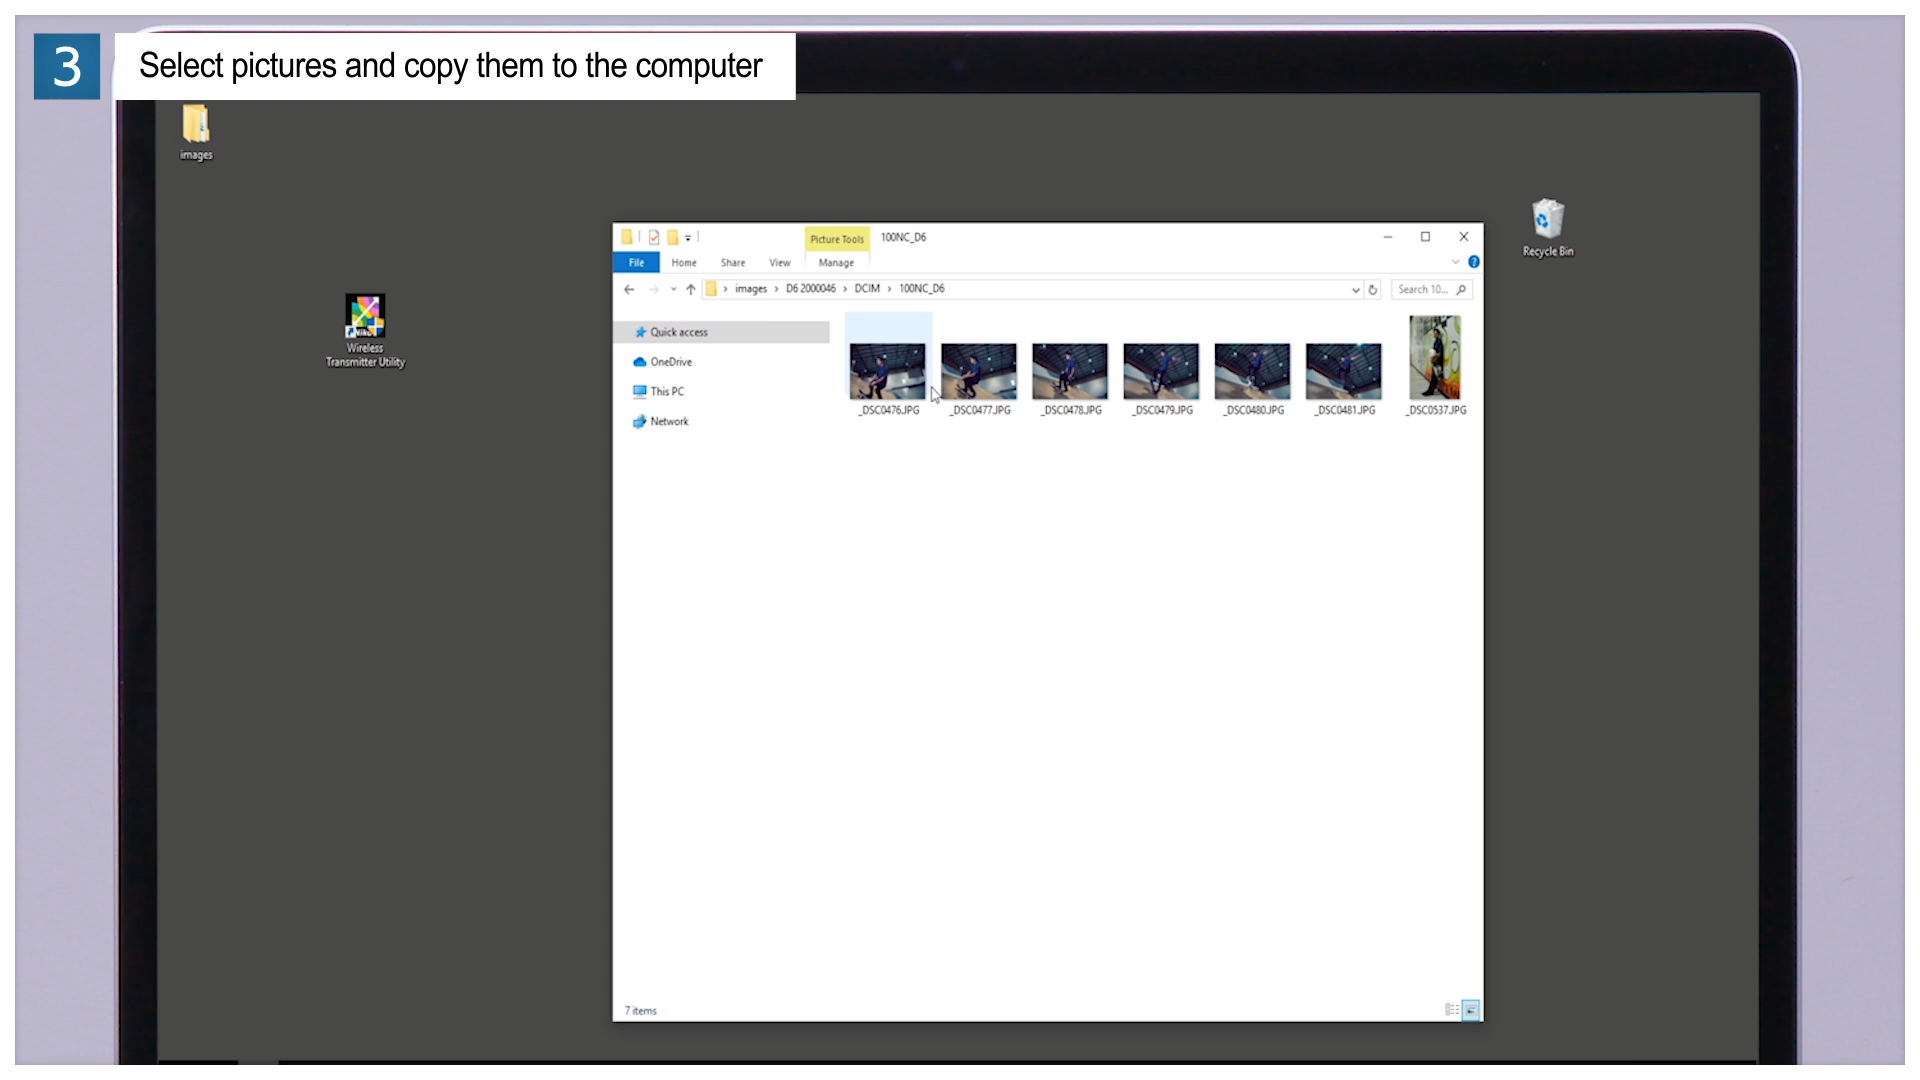 3
Select pictures and copy them to the computer
images
Recycle Bin
Wireless
Transmitter Utility
Picture Tools
100NC_D6
File
Home
Share
View
Manage
images > D6 2000046 > DCIM > 100NC_D6
Search 10...
Quick access
OneDrive
This PC
Network
_DSC0476.JPG
_DSC0477.JPG
_DSC0478.JPG
_DSC0479.JPG
_DSC0480.JPG
_DSC0481.JPG
_DSC0537.JPG
7 items